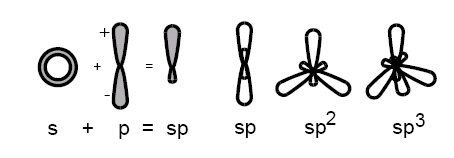 +
+ =
-
s + p = sp sp sp² sp³